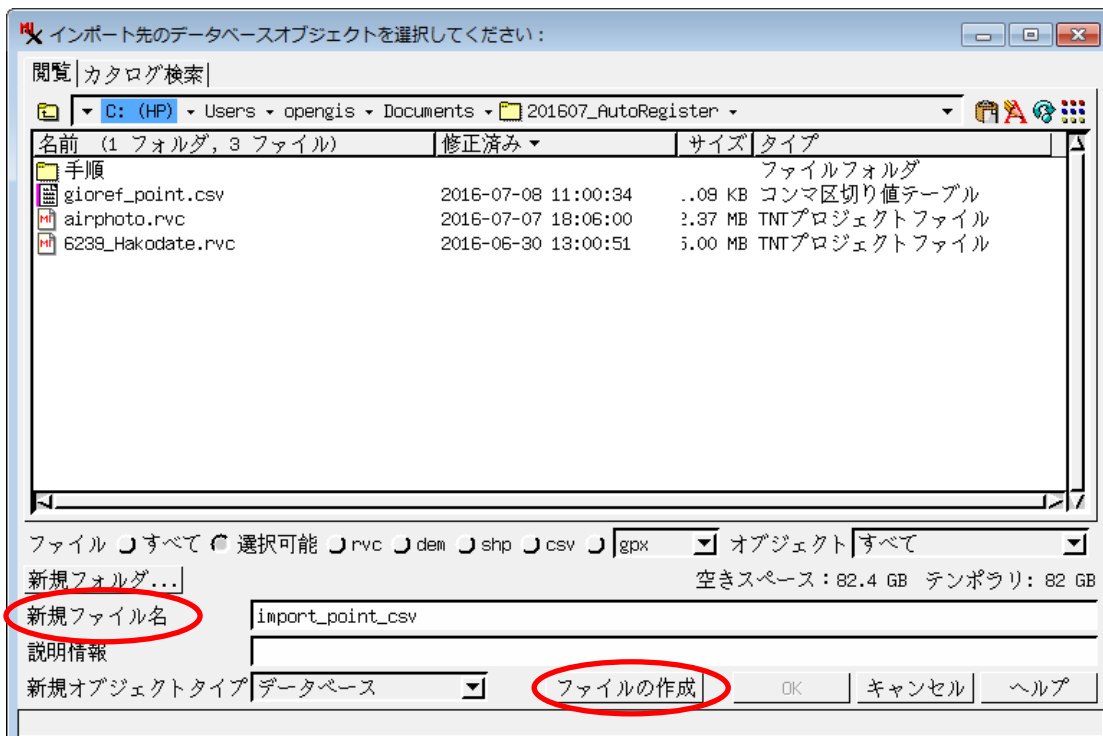 インポート先のデータベースオブジェクトを選択してください：
閲覧 カタログ検索
C: (HP) Users opengis Documents 201607_AutoRegister
名前 (1 フォルダ, 3 ファイル) 修正済み サイズ タイプ
手順 ファイルフォルダ
gioref_point.csv 2016-07-08 11:00:34 .09 KB コンマ区切り値テーブル
airphoto.rvc 2016-07-07 18:06:00 .37 MB TNTプロジェクトファイル
6239_Hakodate.rvc 2016-06-30 13:00:51 .00 MB TNTプロジェクトファイル
ファイル すべて 選択可能 rvc dem shp csv gpx オブジェクト すべて
新規フォルダ... 空きスペース：82.4 GB テンポラリ: 82 GB
新規ファイル名 import_point_csv
説明情報
新規オブジェクトタイプ データベース ファイルの作成 OK キャンセル ヘルプ